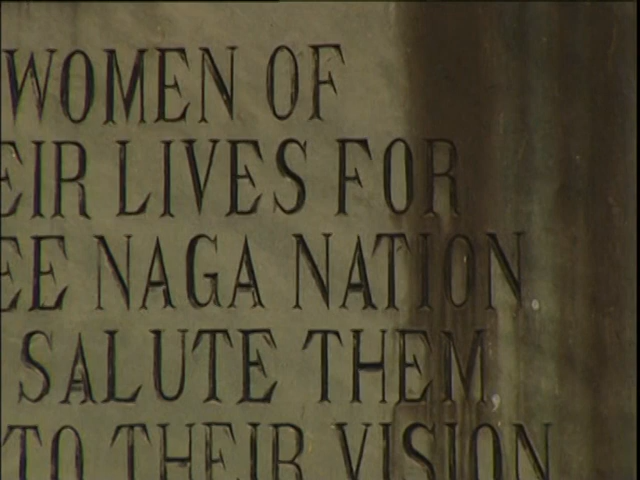 WOMEN OF
EIR LIVES FOR
EE NAGA NATION
SALUTE THEM,
TO THEIR VISION